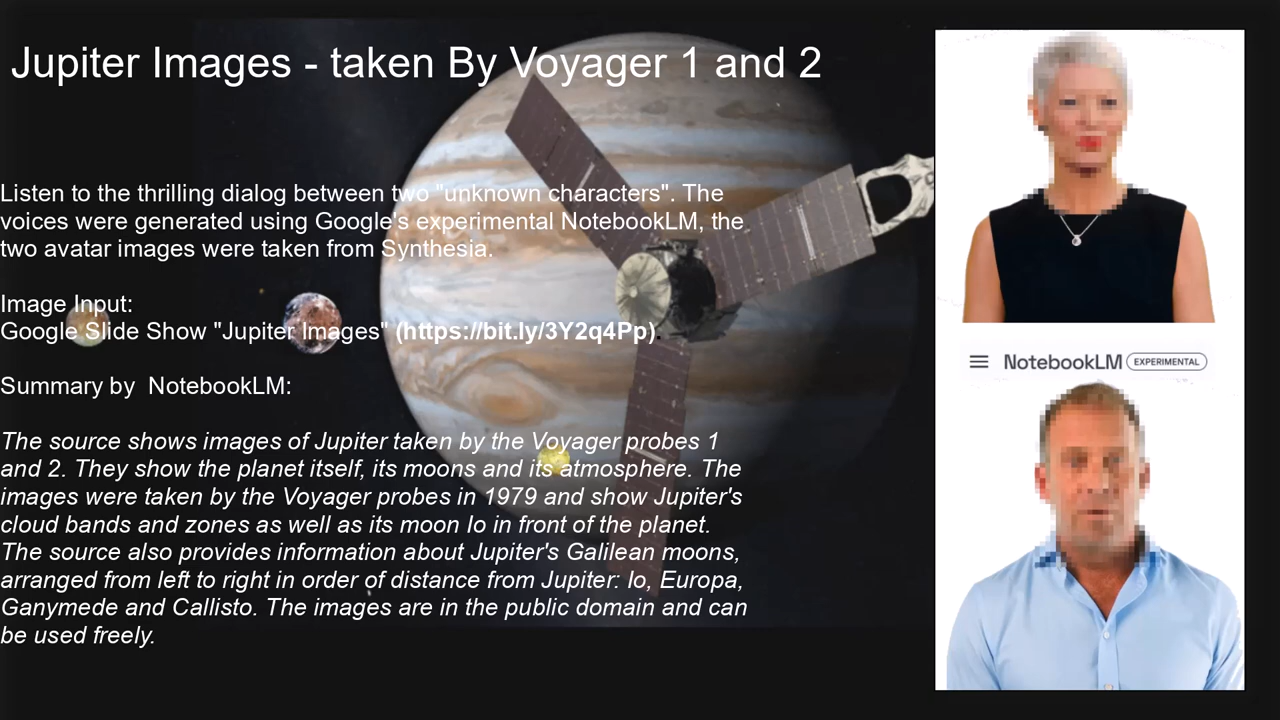 Jupiter Images - taken By Voyager 1 and 2
Listen to the thrilling dialog between two "unknown characters". The
voices were generated using Google's experimental NotebookLM, the
two avatar images were taken from Synthesia.
Image Input:
Google Slide Show "Jupiter Images" (https://bit.ly/3Y2q4Pp).
Summary by  NotebookLM:
The source shows images of Jupiter taken by the Voyager probes 1
and 2. They show the planet itself, its moons and its atmosphere. The
images were taken by the Voyager probes in 1979 and show Jupiter's
cloud bands and zones as well as its moon Io in front of the planet.
The source also provides information about Jupiter's Galilean moons,
arranged from left to right in order of distance from Jupiter: Io, Europa,
Ganymede and Callisto. The images are in the public domain and can
be used freely.
NotebookLM EXPERIMENTAL